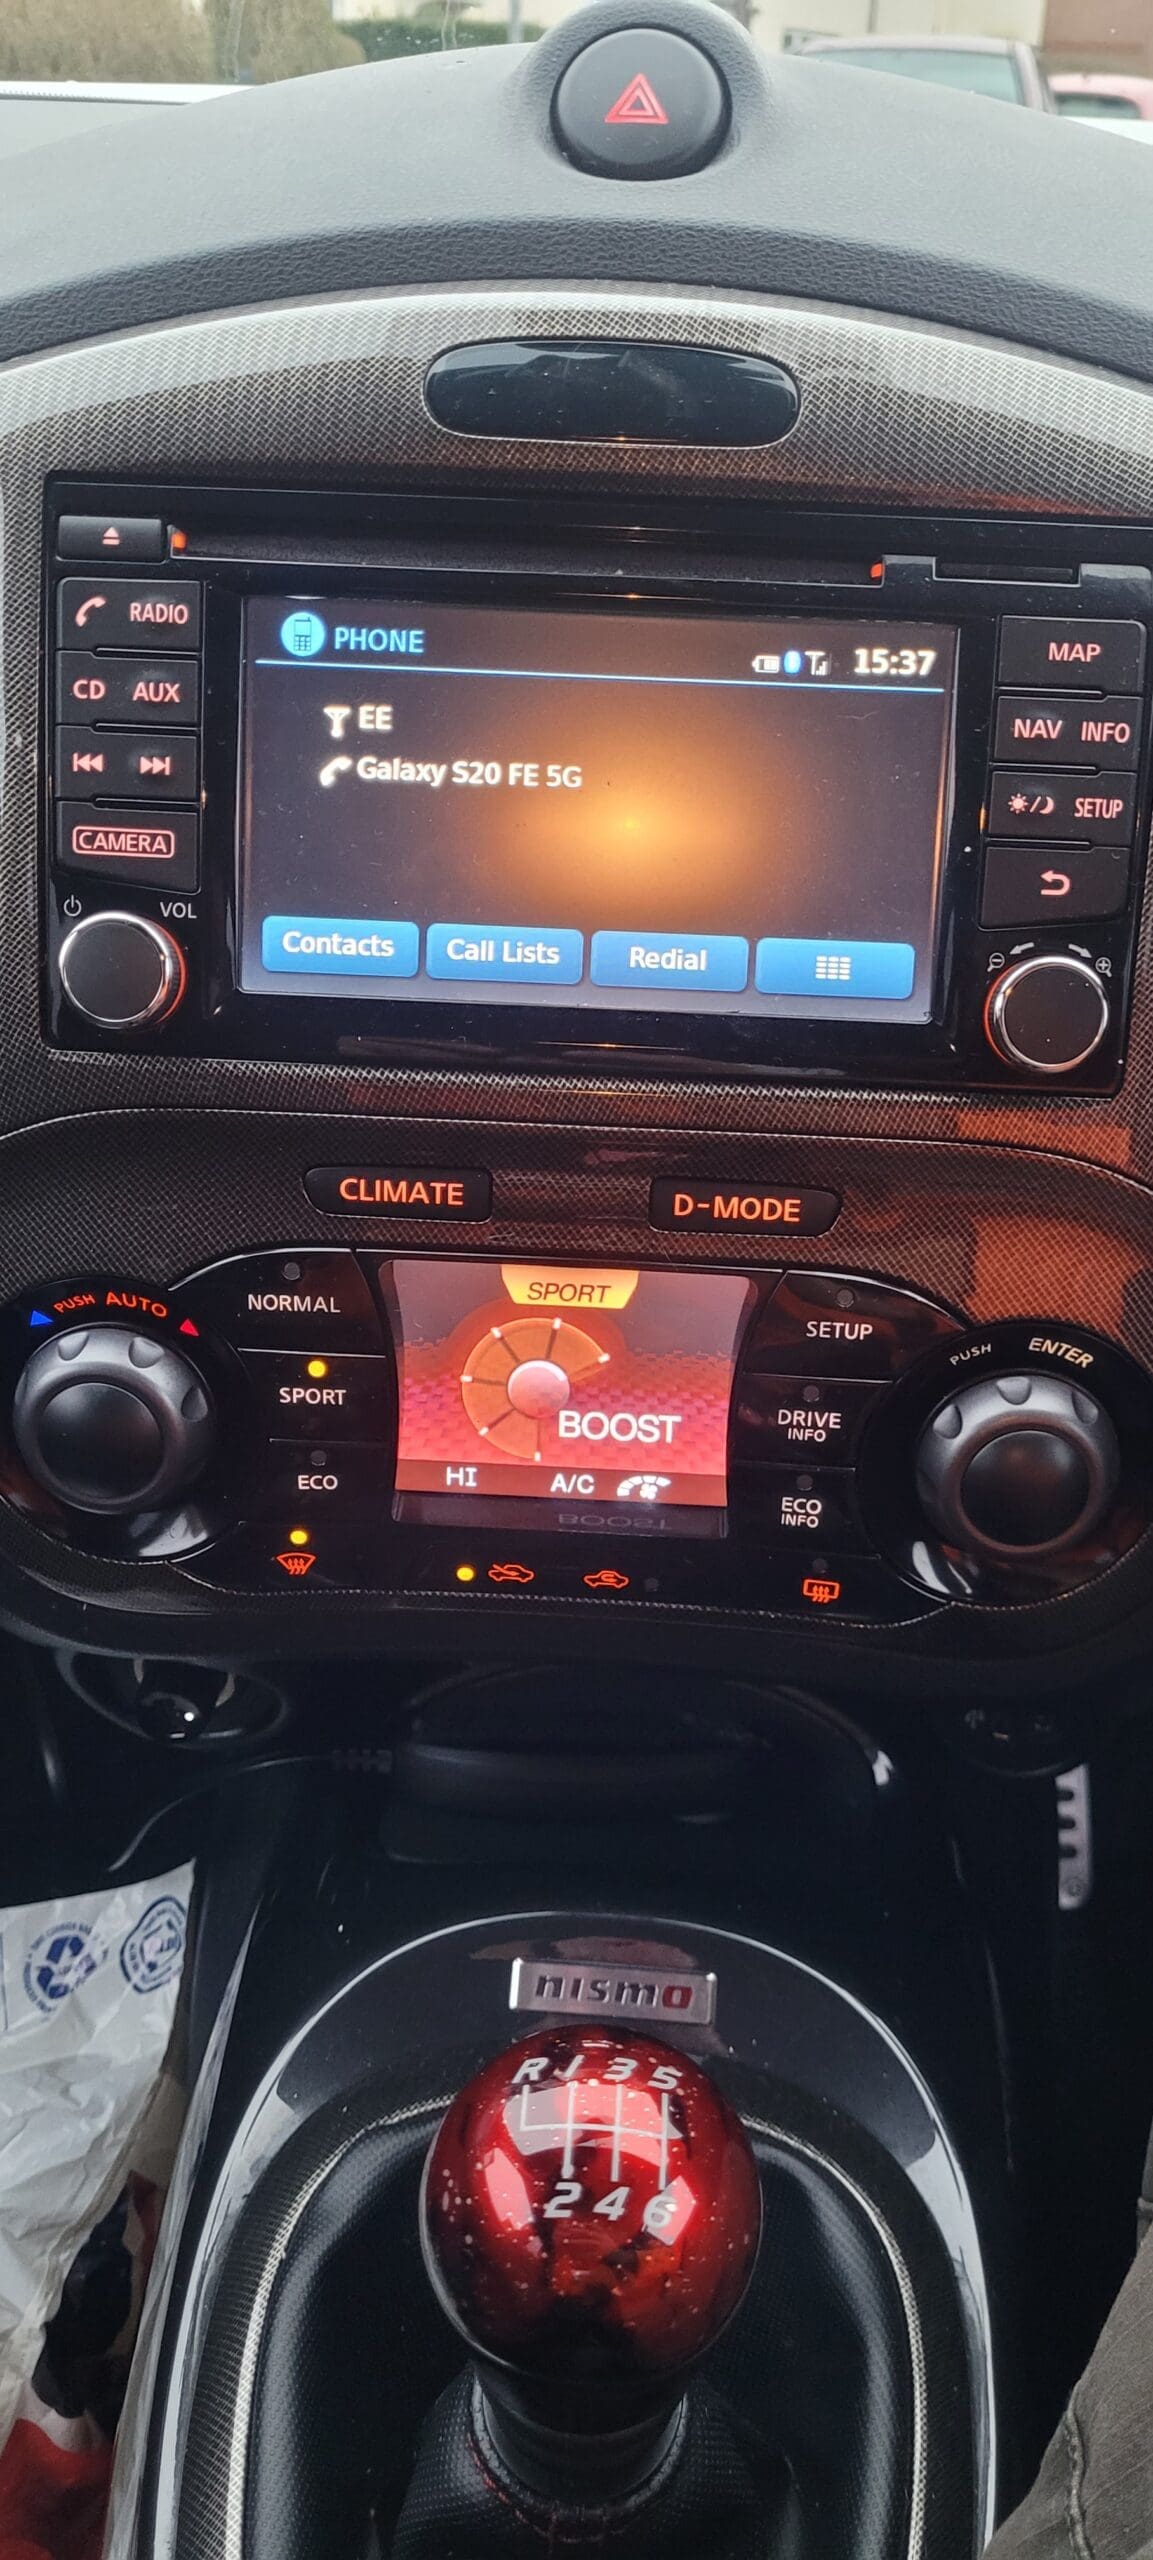 RADIO
CD AUX
CAMERA
VOL
PHONE
15:37
EE
Galaxy S20 FE 5G
Contacts
Call Lists
Redial
MAP
NAV INFO
SETUP
CLIMATE
D-MODE
PUSH AUTO
NORMAL
SPORT
ECO
SPORT
BOOST
HI A/C
BOOST
SETUP
DRIVE
INFO
ECO
INFO
PUSH ENTER
nismo
R 1 3 5
2 4 6